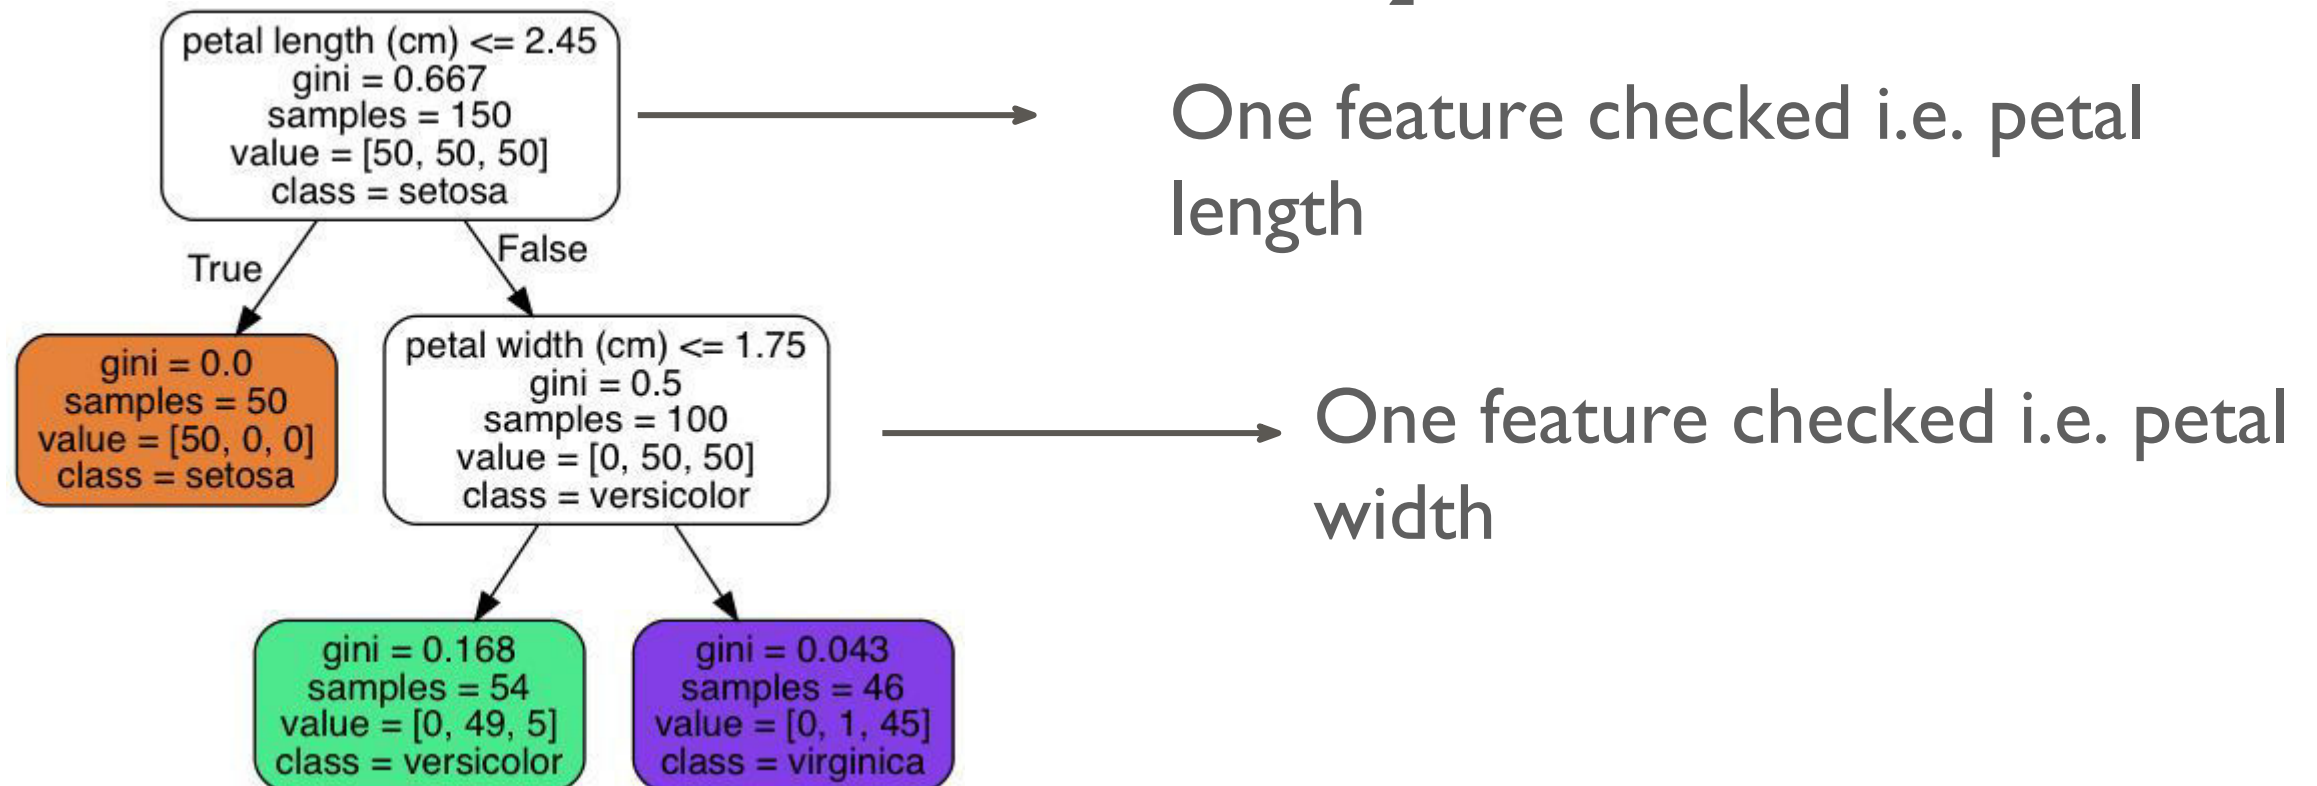 petal length (cm) <= 2.45
gini = 0.667
samples = 150
value = [50, 50, 50]
class = setosa
One feature checked i.e. petal
length
True
False
gini = 0.0
samples = 50
value = [50, 0, 0]
class = setosa
petal width (cm) <= 1.75
gini = 0.5
samples = 100
value = [0, 50, 50]
class = versicolor
One feature checked i.e. petal
width
gini = 0.168
samples = 54
value = [0, 49, 5]
class = versicolor
gini = 0.043
samples = 46
value = [0, 1, 45]
class = virginica